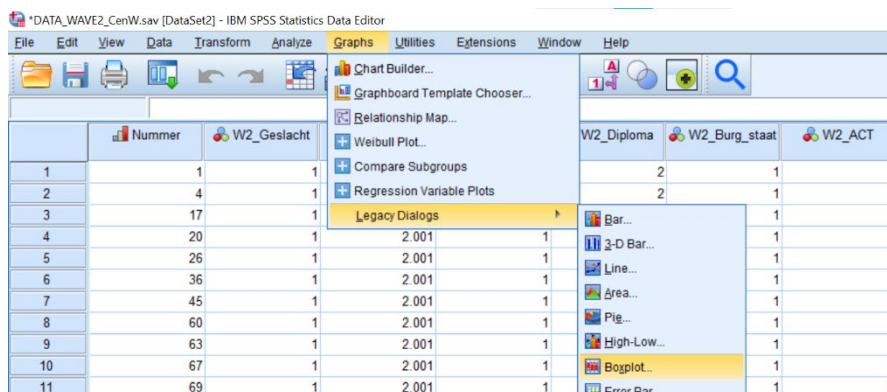 *DATA_WAVE2_CenW.sav [DataSet2] - IBM SPSS Statistics Data Editor
File Edit View Data Transform Analyze Graphs Utilities Extensions Window Help
Chart Builder...
Graphboard Template Chooser...
Relationship Map...
Weibull Plot...
Compare Subgroups
Regression Variable Plots
Legacy Dialogs
Bar...
3-D Bar...
Line...
Area...
Pie...
High-Low...
Boxplot...
Error Bar...
Nummer W2_Geslacht W2_Diploma W2_Burg_staat W2_ACT
1 1 1 2 1
2 4 1 2 1
3 17 1 1
4 20 1 2.001 1 1
5 26 1 2.001 1 1
6 36 1 2.001 1 1
7 45 1 2.001 1 1
8 60 1 2.001 1 1
9 63 1 2.001 1 1
10 67 1 2.001 1 1
11 69 1 2.001 1 1